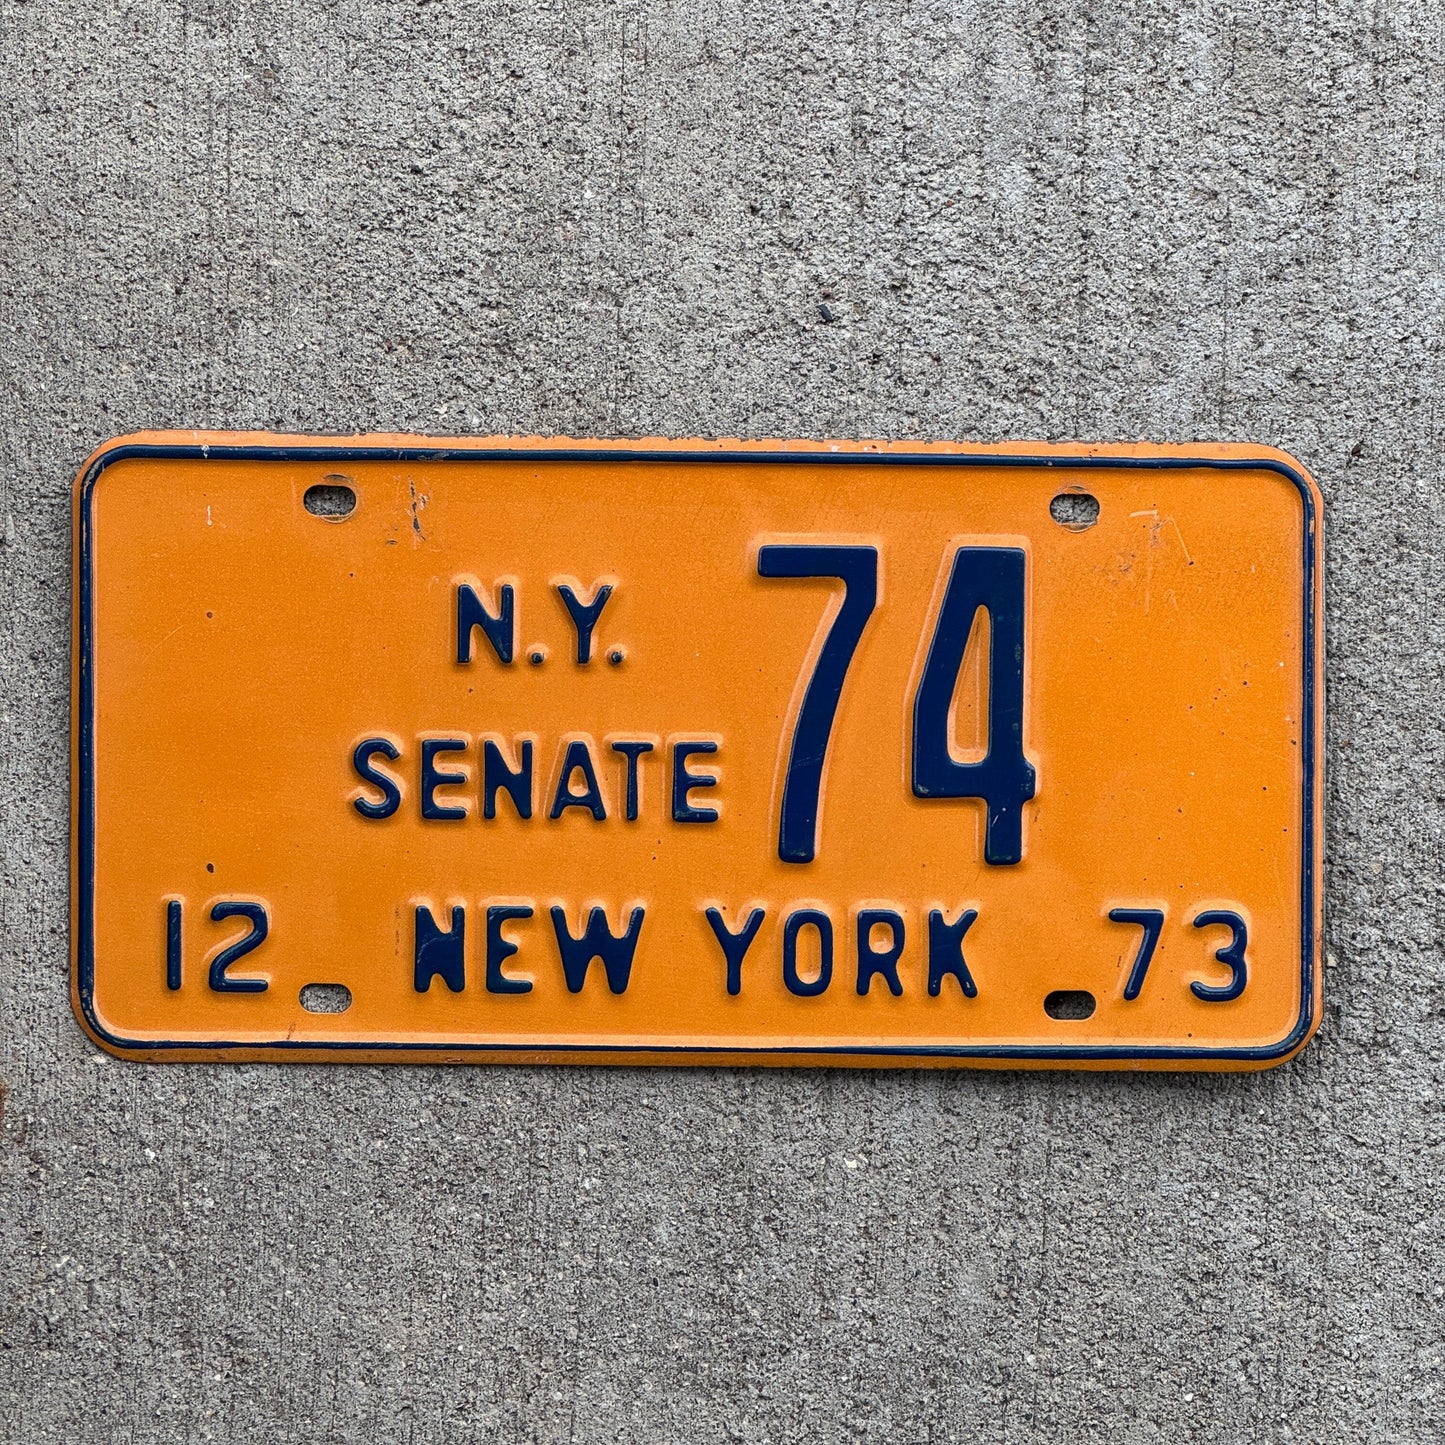 N.Y.
SENATE 74
12 NEW YORK 73